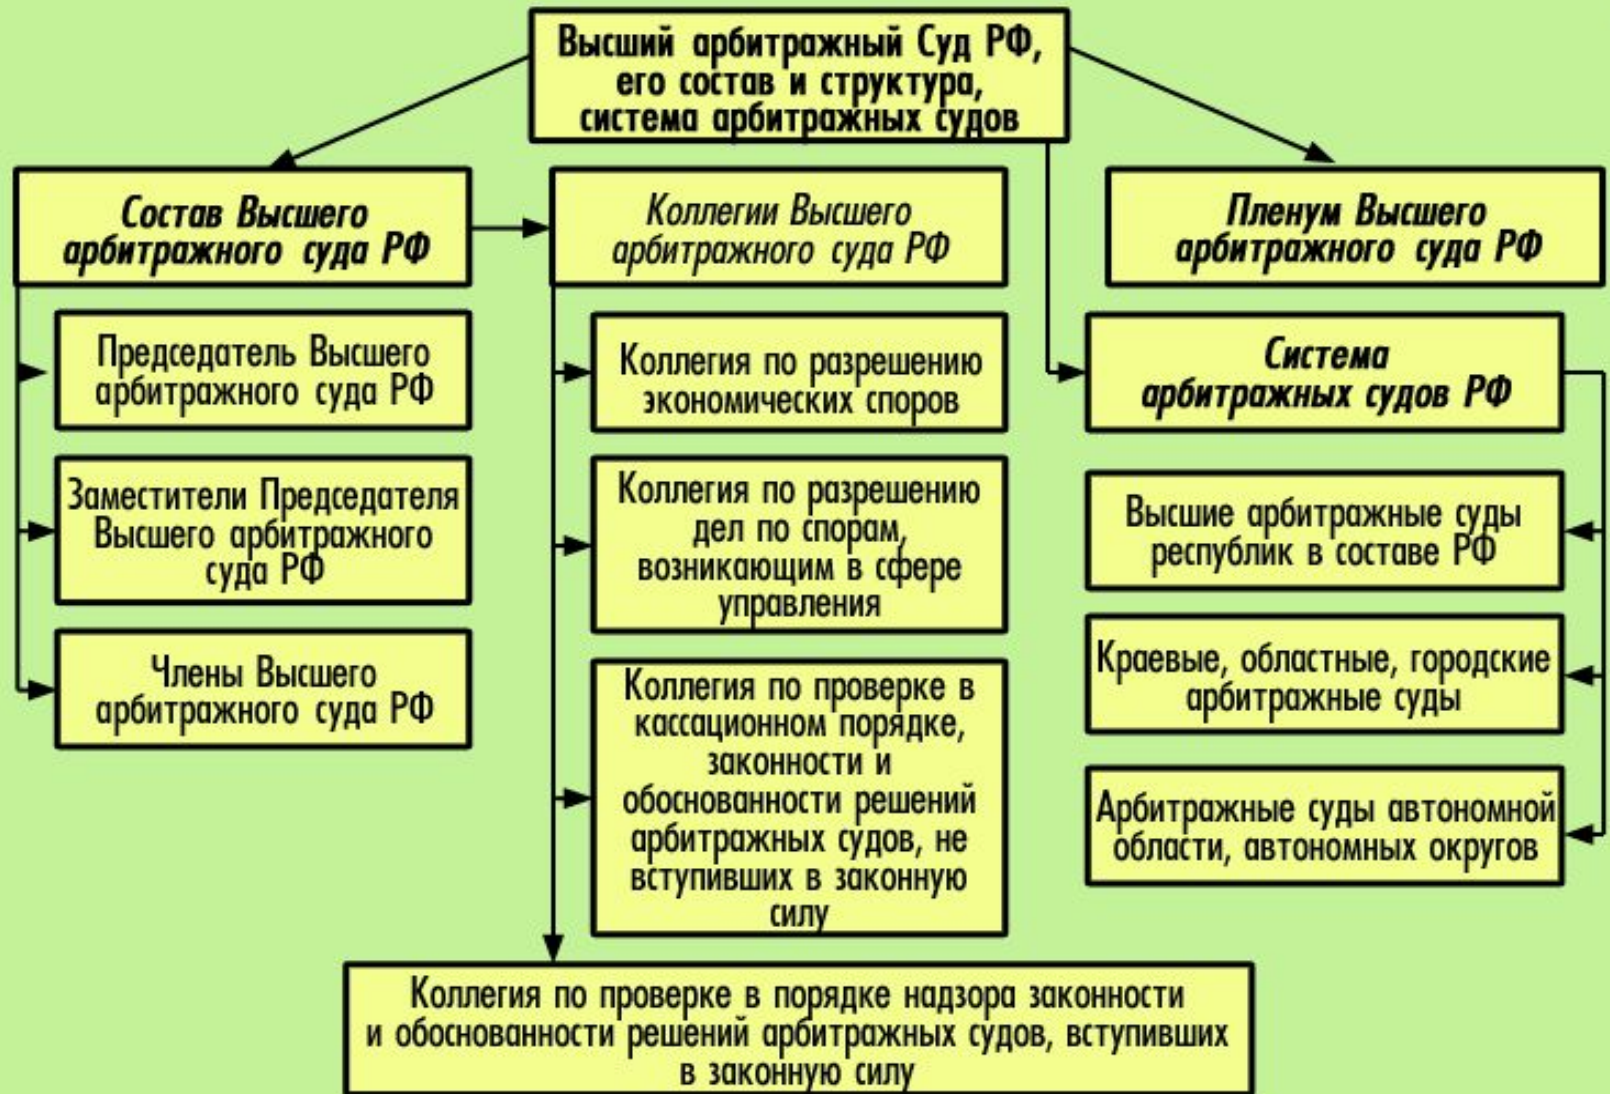 Высший арбитражный Суд РФ,
его состав и структура,
система арбитражных судов
Состав Высшего
арбитражного суда РФ
Председатель Высшего
арбитражного суда РФ
Заместители Председателя
Высшего арбитражного
суда РФ
Члены Высшего
арбитражного суда РФ
Коллегии Высшего
арбитражного суда РФ
Коллегия по разрешению
экономических споров
Коллегия по разрешению
дел по спорам,
возникающим в сфере
управления
Коллегия по проверке в
кассационном порядке,
законности и
обоснованности решений
арбитражных судов, не
вступивших в законную
силу
Коллегия по проверке в порядке надзора законности
и обоснованности решений арбитражных судов, вступивших
в законную силу
Пленум Высшего
арбитражного суда РФ
Система
арбитражных судов РФ
Высшие арбитражные суды
республик в составе РФ
Краевые, областные, городские
арбитражные суды
Арбитражные суды автономной
области, автономных округов